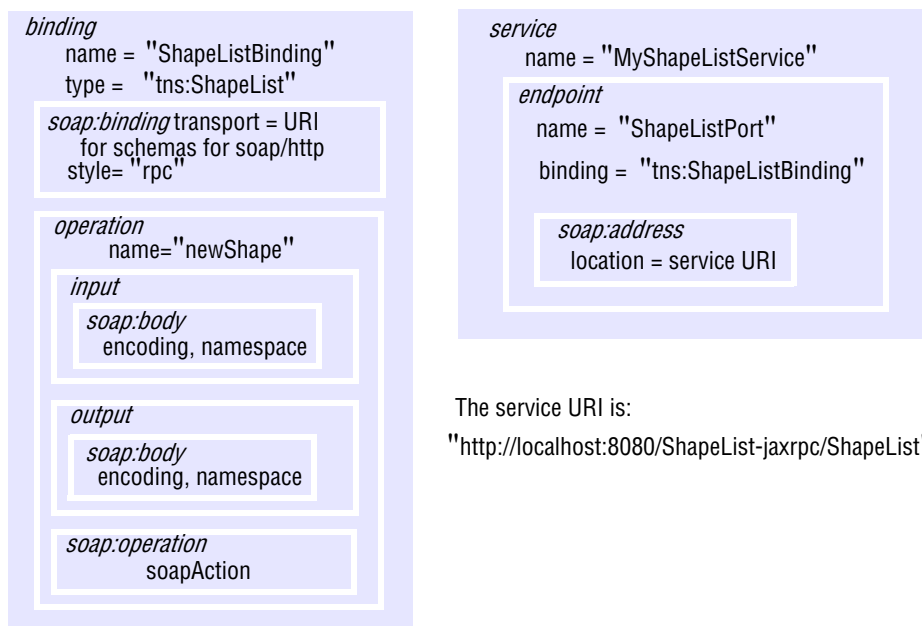 binding
name = "ShapeListBinding"
type = "tns:ShapeList"
soap:binding transport = URI
for schemas for soap/http
style= "rpc"
operation
name="newShape"
input
soap:body
encoding, namespace
output
soap:body
encoding, namespace
soap:operation
soapAction
service
name = "MyShapeListService"
endpoint
name = "ShapeListPort"
binding = "tns:ShapeListBinding"
soap:address
location = service URI
The service URI is:
"http://localhost:8080/ShapeList-jaxrpc/ShapeList"